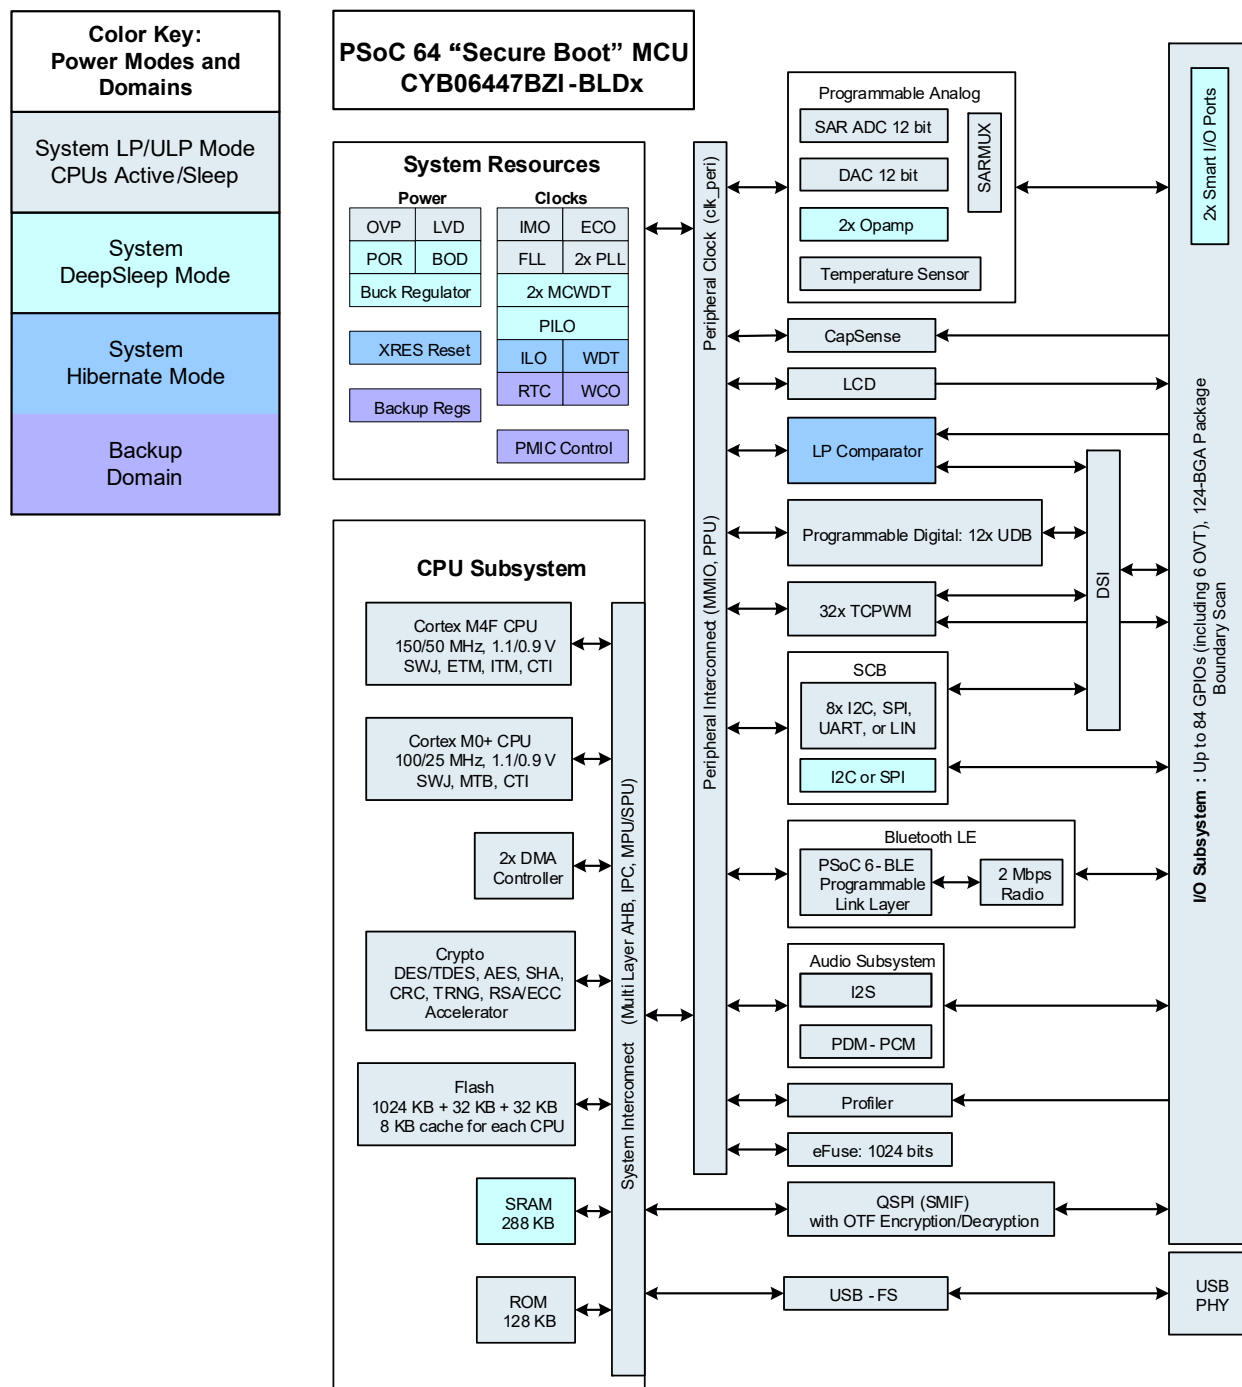 Color Key:
Power Modes and
Domains
System LP/ULP Mode
CPUs Active/Sleep
System
DeepSleep Mode
System
Hibernate Mode
Backup
Domain
PSoC 64 “Secure Boot” MCU
CYB06447BZI-BLDx
System Resources
Power
OVP
LVD
POR
BOD
Buck Regulator
XRES Reset
Backup Regs
Clocks
IMO
ECO
FLL
2x PLL
2x MCWDT
PILO
ILO
WDT
RTC
WCO
PMIC Control
CPU Subsystem
Cortex M4F CPU
150/50 MHz, 1.1/0.9 V
SWJ, ETM, ITM, CTI
Cortex M0+ CPU
100/25 MHz, 1.1/0.9 V
SWJ, MTB, CTI
2x DMA
Controller
Crypto
DES/TDES, AES, SHA,
CRC, TRNG, RSA/ECC
Accelerator
Flash
1024 KB + 32 KB + 32 KB
8 KB cache for each CPU
SRAM
288 KB
ROM
128 KB
System Interconnect (Multi Layer AHB, IPC, MPU/SPU)
Peripheral Clock (clk_peri)
Peripheral Interconnect (MMIO, PPU)
Programmable Analog
SAR ADC 12 bit
DAC 12 bit
2x Opamp
Temperature Sensor
SARMUX
CapSense
LCD
LP Comparator
Programmable Digital: 12x UDB
32x TCPWM
SCB
8x I2C, SPI,
UART, or LIN
I2C or SPI
Bluetooth LE
PSoC 6-BLE
Programmable
Link Layer
2 Mbps
Radio
Audio Subsystem
I2S
PDM-PCM
Profiler
eFuse: 1024 bits
QSPI (SMIF)
with OTF Encryption/Decryption
USB-FS
DSI
2x Smart I/O Ports
I/O Subsystem : Up to 84 GPIOs (including 6 OVT), 124-BGA Package
Boundary Scan
USB
PHY